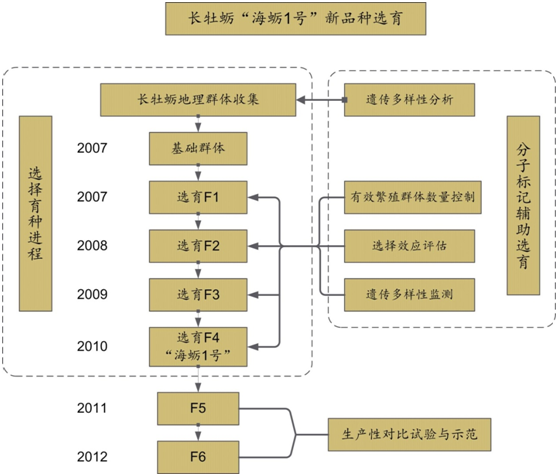 长牡蛎“海蛎1号”新品种选育
长牡蛎地理群体收集
遗传多样性分析
2007
基础群体
2007
选育F1
有效繁殖群体数量控制
2008
选育F2
选择效应评估
2009
选育F3
遗传多样性监测
2010
选育F4
“海蛎1号”
选择育种进程
分子标记辅助选育
2011
F5
生产性对比试验与示范
2012
F6